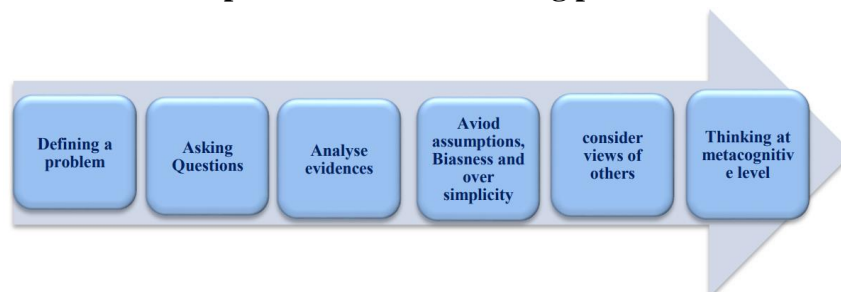 Defining a
problem
Asking
Questions
Analyse
evidences
Aviod
assumptions,
Biasness and
over
simplicity
consider
views of
others
Thinking at
metacognitiv
e level